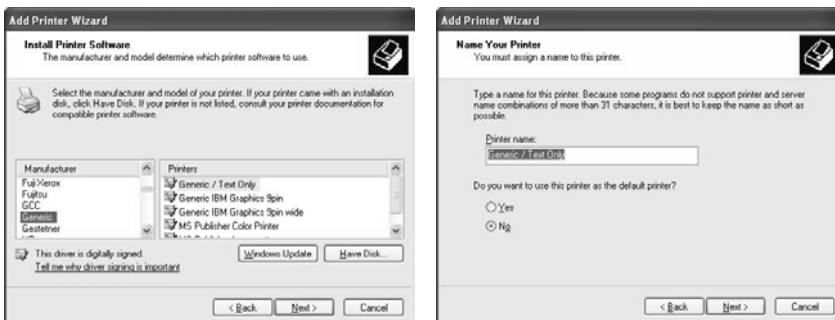 Add Printer Wizard
Install Printer Software
The manufacturer and model determine which printer software to use.
Select the manufacturer and model of your printer. If your printer came with an installation
disk, click Have Disk. If your printer is not listed, consult your printer documentation for
compatible printer software.
Manufacturer
Fuji Xerox
Fujitsu
GCC
Generic
Gestetner
Printers
Generic / Text Only
Generic IBM Graphics 9pin
Generic IBM Graphics 9pin wide
MS Publisher Color Printer
This driver is digitally signed.
Tell me why driver signing is important
Windows Update
Have Disk...
< Back
Next >
Cancel
Add Printer Wizard
Name Your Printer
You must assign a name to this printer.
Type a name for this printer. Because some programs do not support printer and server
name combinations of more than 31 characters, it is best to keep the name as short as
possible.
Printer name:
Generic / Text Only
Do you want to use this printer as the default printer?
Yes
No
< Back
Next >
Cancel